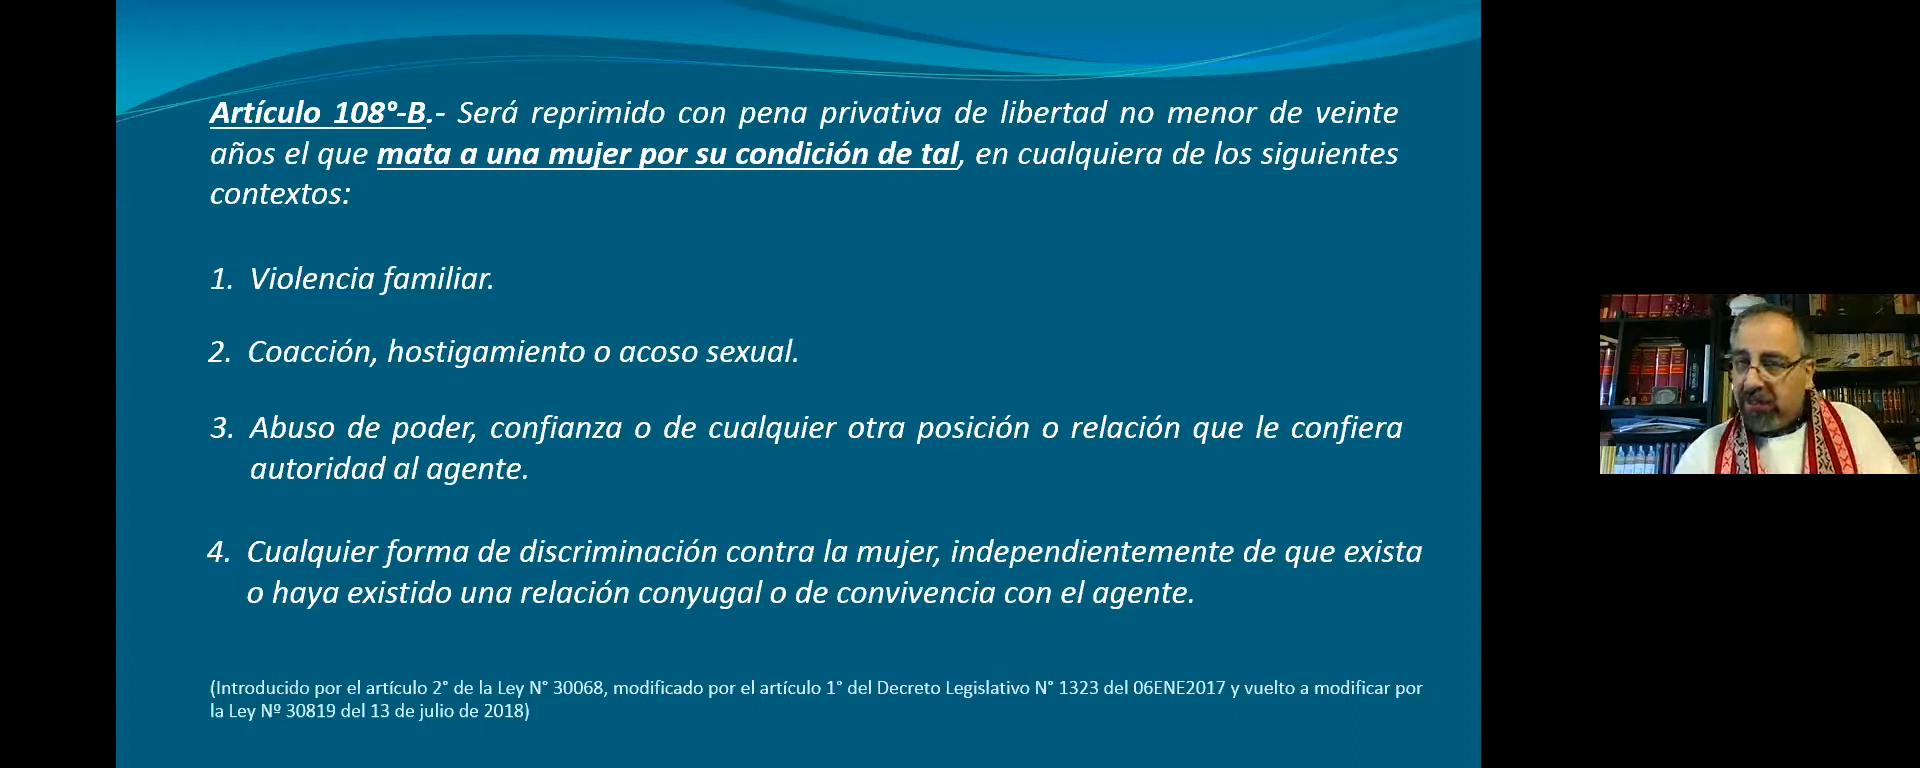 Artículo 108º-B.- Será reprimido con pena privativa de libertad no menor de veinte
años el que mata a una mujer por su condición de tal, en cualquiera de los siguientes
contextos:
1. Violencia familiar.
2. Coacción, hostigamiento o acoso sexual.
3. Abuso de poder, confianza o de cualquier otra posición o relación que le confiera
autoridad al agente.
4. Cualquier forma de discriminación contra la mujer, independientemente de que exista
o haya existido una relación conyugal o de convivencia con el agente.
(Introducido por el artículo 2° de la Ley N° 30068, modificado por el artículo 1° del Decreto Legislativo N° 1323 del 06ENE2017 y vuelto a modificar por
la Ley Nº 30819 del 13 de julio de 2018)